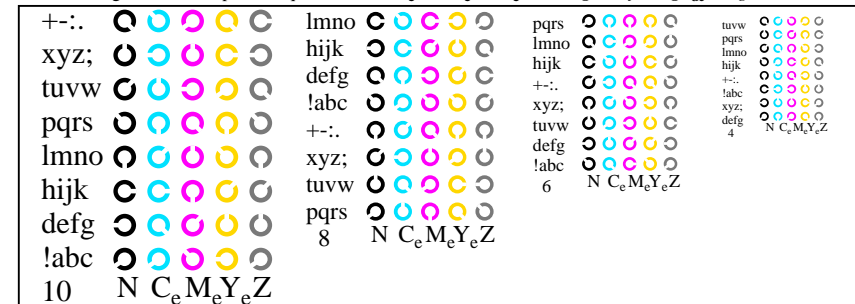 +-:.
xyz;
tuvw
pqrs
lmno
hijk
defg
!abc
10 N CeMeYeZ
lmno
hijk
defg
!abc
+-:.
xyz;
tuvw
pqrs
8 N CeMeYeZ
pqrs
lmno
hijk
+-:.
xyz;
tuvw
defg
!abc
6 N CeMeYeZ
tuvw
pqrs
lmno
hijk
+-:.
!abc
xyz;
defg
4 N CeMeYeZ